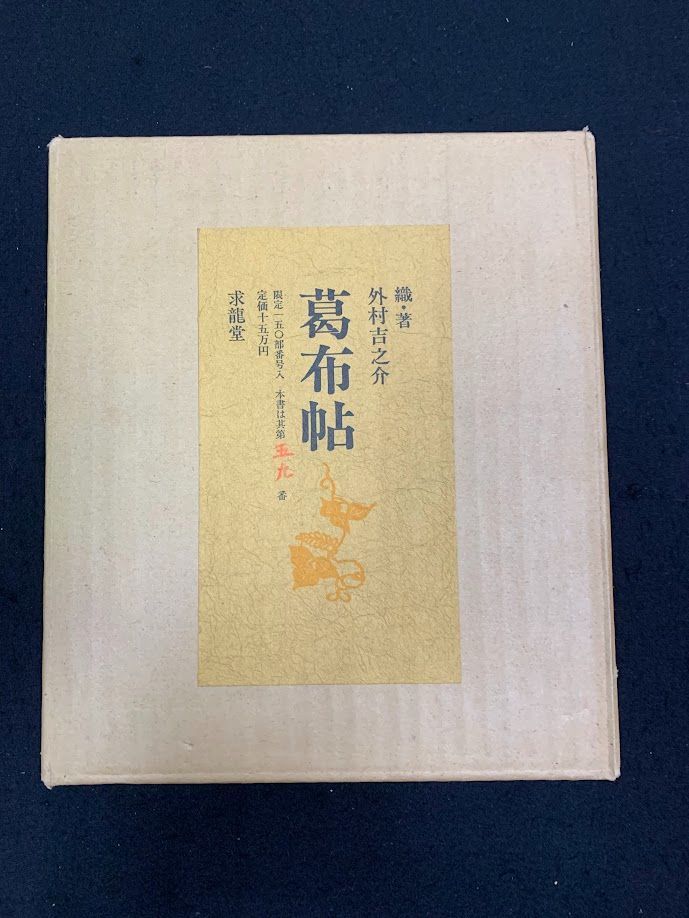 織・著
外村吉之介
葛布帖
限定一五〇部番号入 本書は其第五九番
定価十五万円
求龍堂